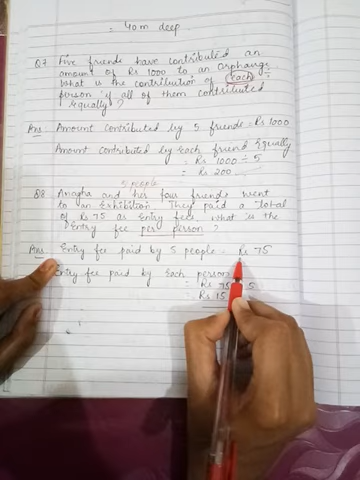 = 40 m deep.
Q7 Five friends have contributed an
amount of Rs 1000 to an Orphanage
What is the contribution of each ÷
person if all of them contributed
equally?
Ans: Amount contributed by 5 friends = Rs 1000
Amount contributed by Each friend Equally
= Rs 1000 ÷ 5
= Rs 200
5 people
Q8 Anagha and her four friends went
to an Exhibition. They paid a total
of Rs 75 as Entry fees. What is the
Entry fee per person?
Ans: Entry fee paid by 5 people = Rs 75
Entry fee paid by Each person
= Rs 75 5
= Rs 15